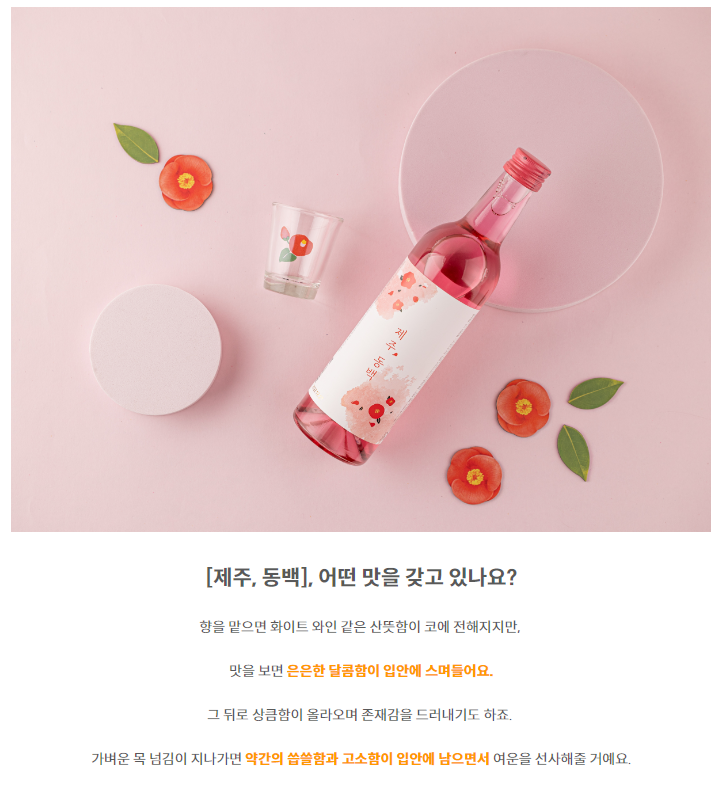 제주 동백
[제주, 동백], 어떤 맛을 갖고 있나요?
향을 맡으면 화이트 와인 같은 산뜻함이 코에 전해지지만,
맛을 보면 은은한 달콤함이 입안에 스며들어요.
그 뒤로 상큼함이 올라오며 존재감을 드러내기도 하죠.
가벼운 목 넘김이 지나가면 약간의 씁쓸함과 고소함이 입안에 남으면서 여운을 선사해줄 거예요.